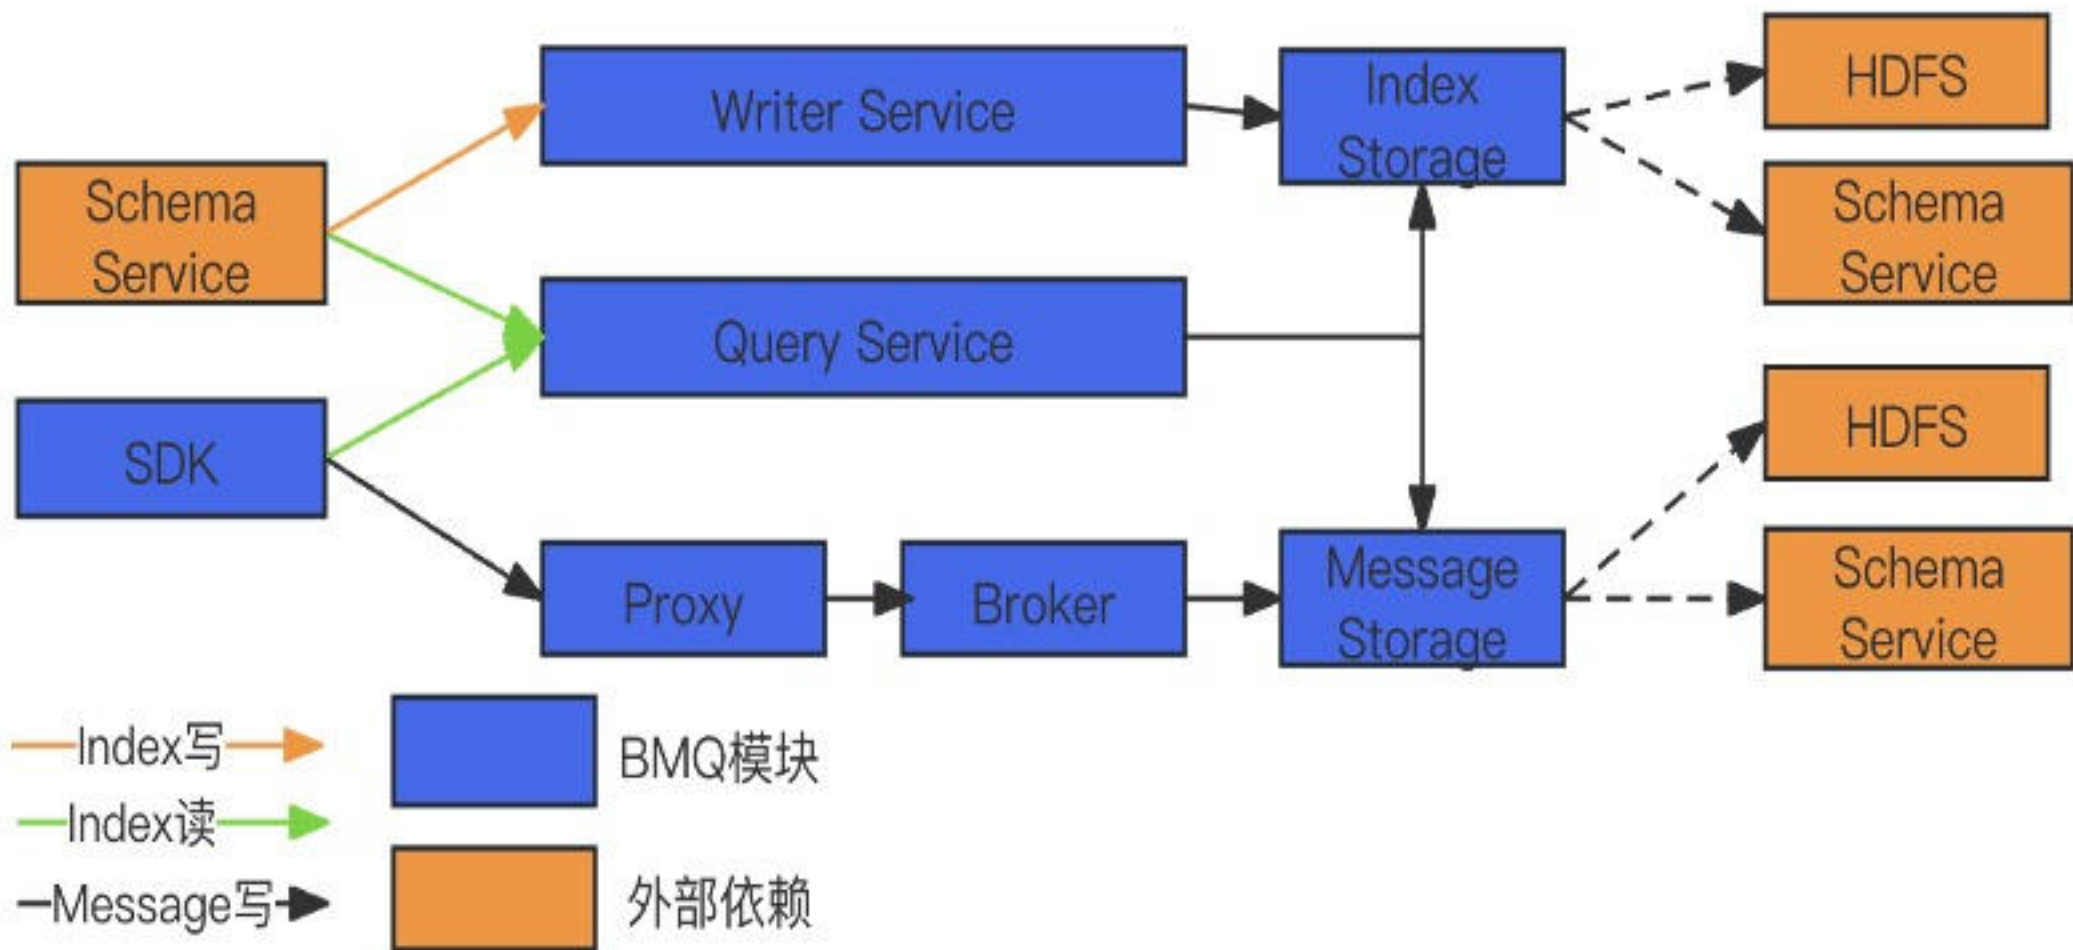 Schema
Service
SDK
Writer Service
Query Service
Proxy
Broker
Index
Storage
Message
Storage
HDFS
Schema
Service
HDFS
Schema
Service
Index写
Index读
Message写
BMQ模块
外部依赖